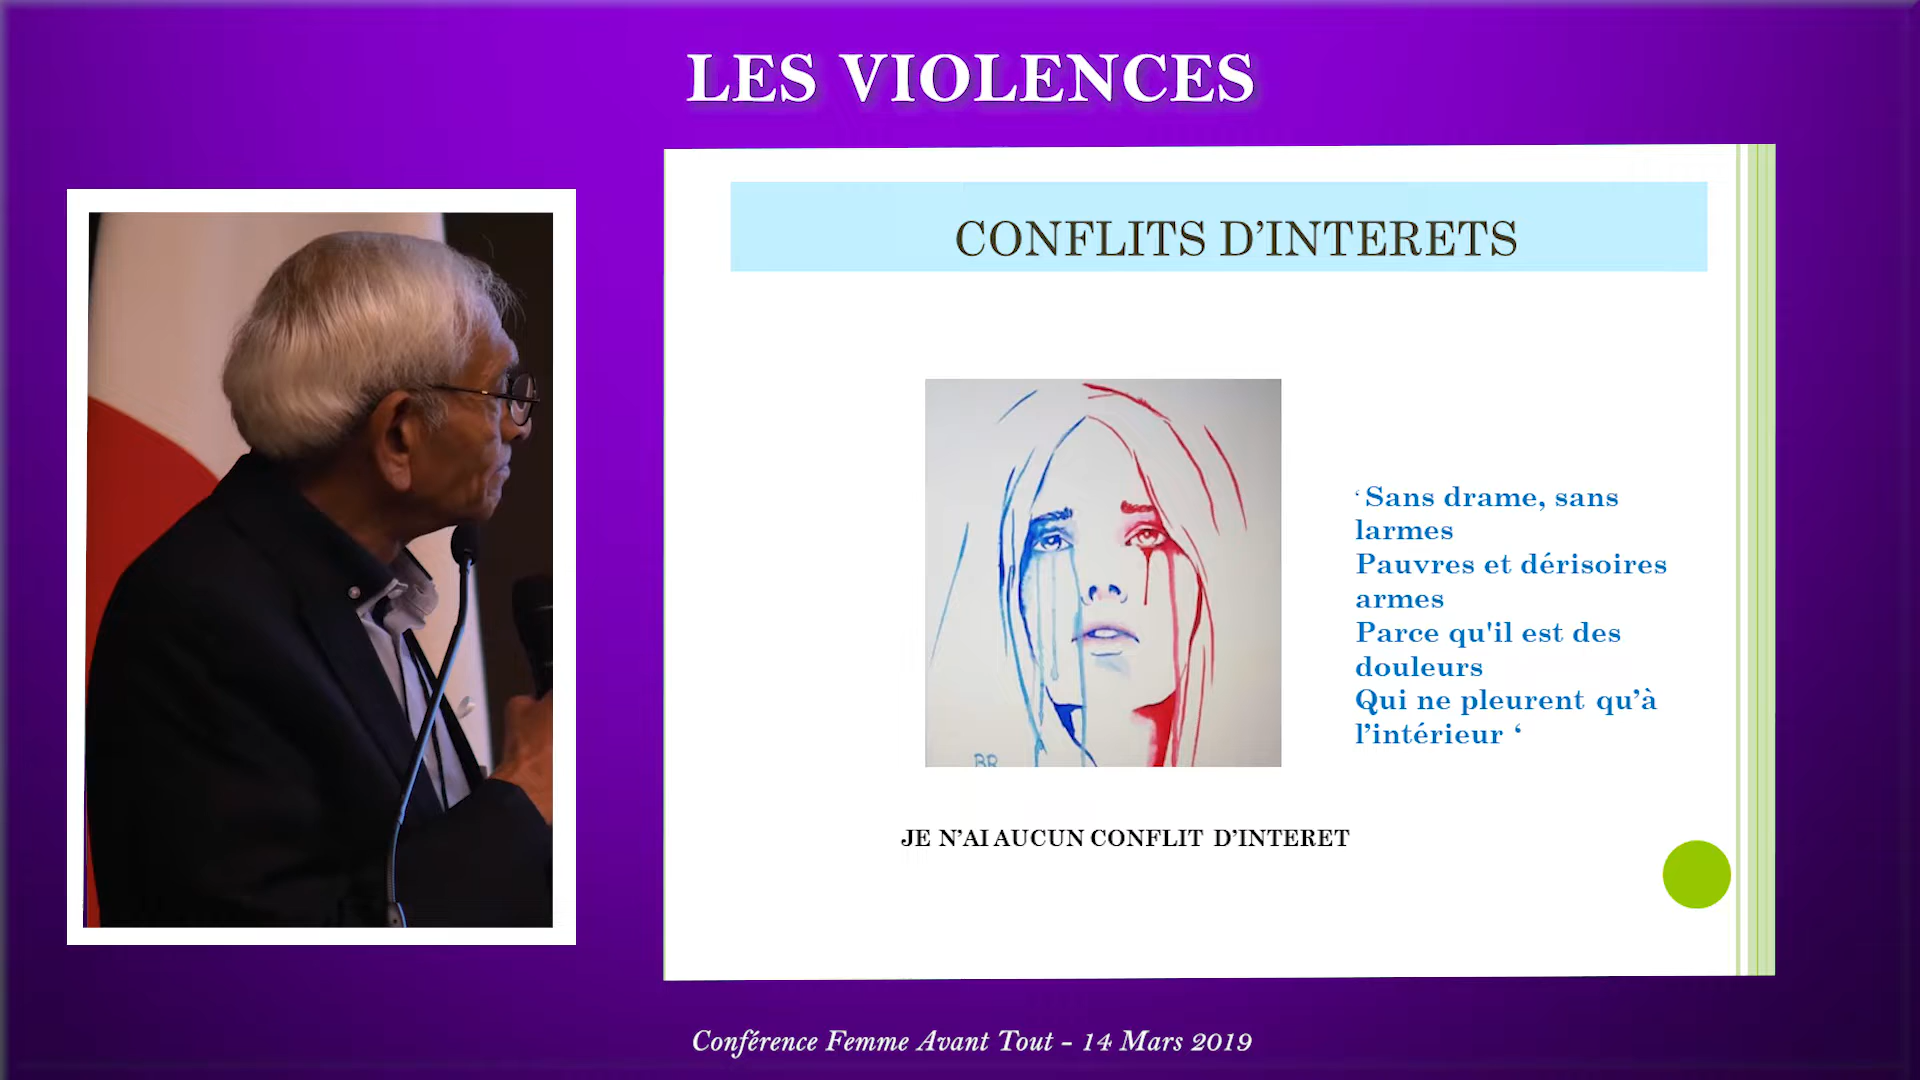 LES VIOLENCES
CONFLITS D’INTERETS
‘ Sans drame, sans
larmes
Pauvres et dérisoires
armes
Parce qu'il est des
douleurs
Qui ne pleurent qu’à
l’intérieur ‘
BR
JE N’AI AUCUN CONFLIT D’INTERET
Conférence Femme Avant Tout - 14 Mars 2019